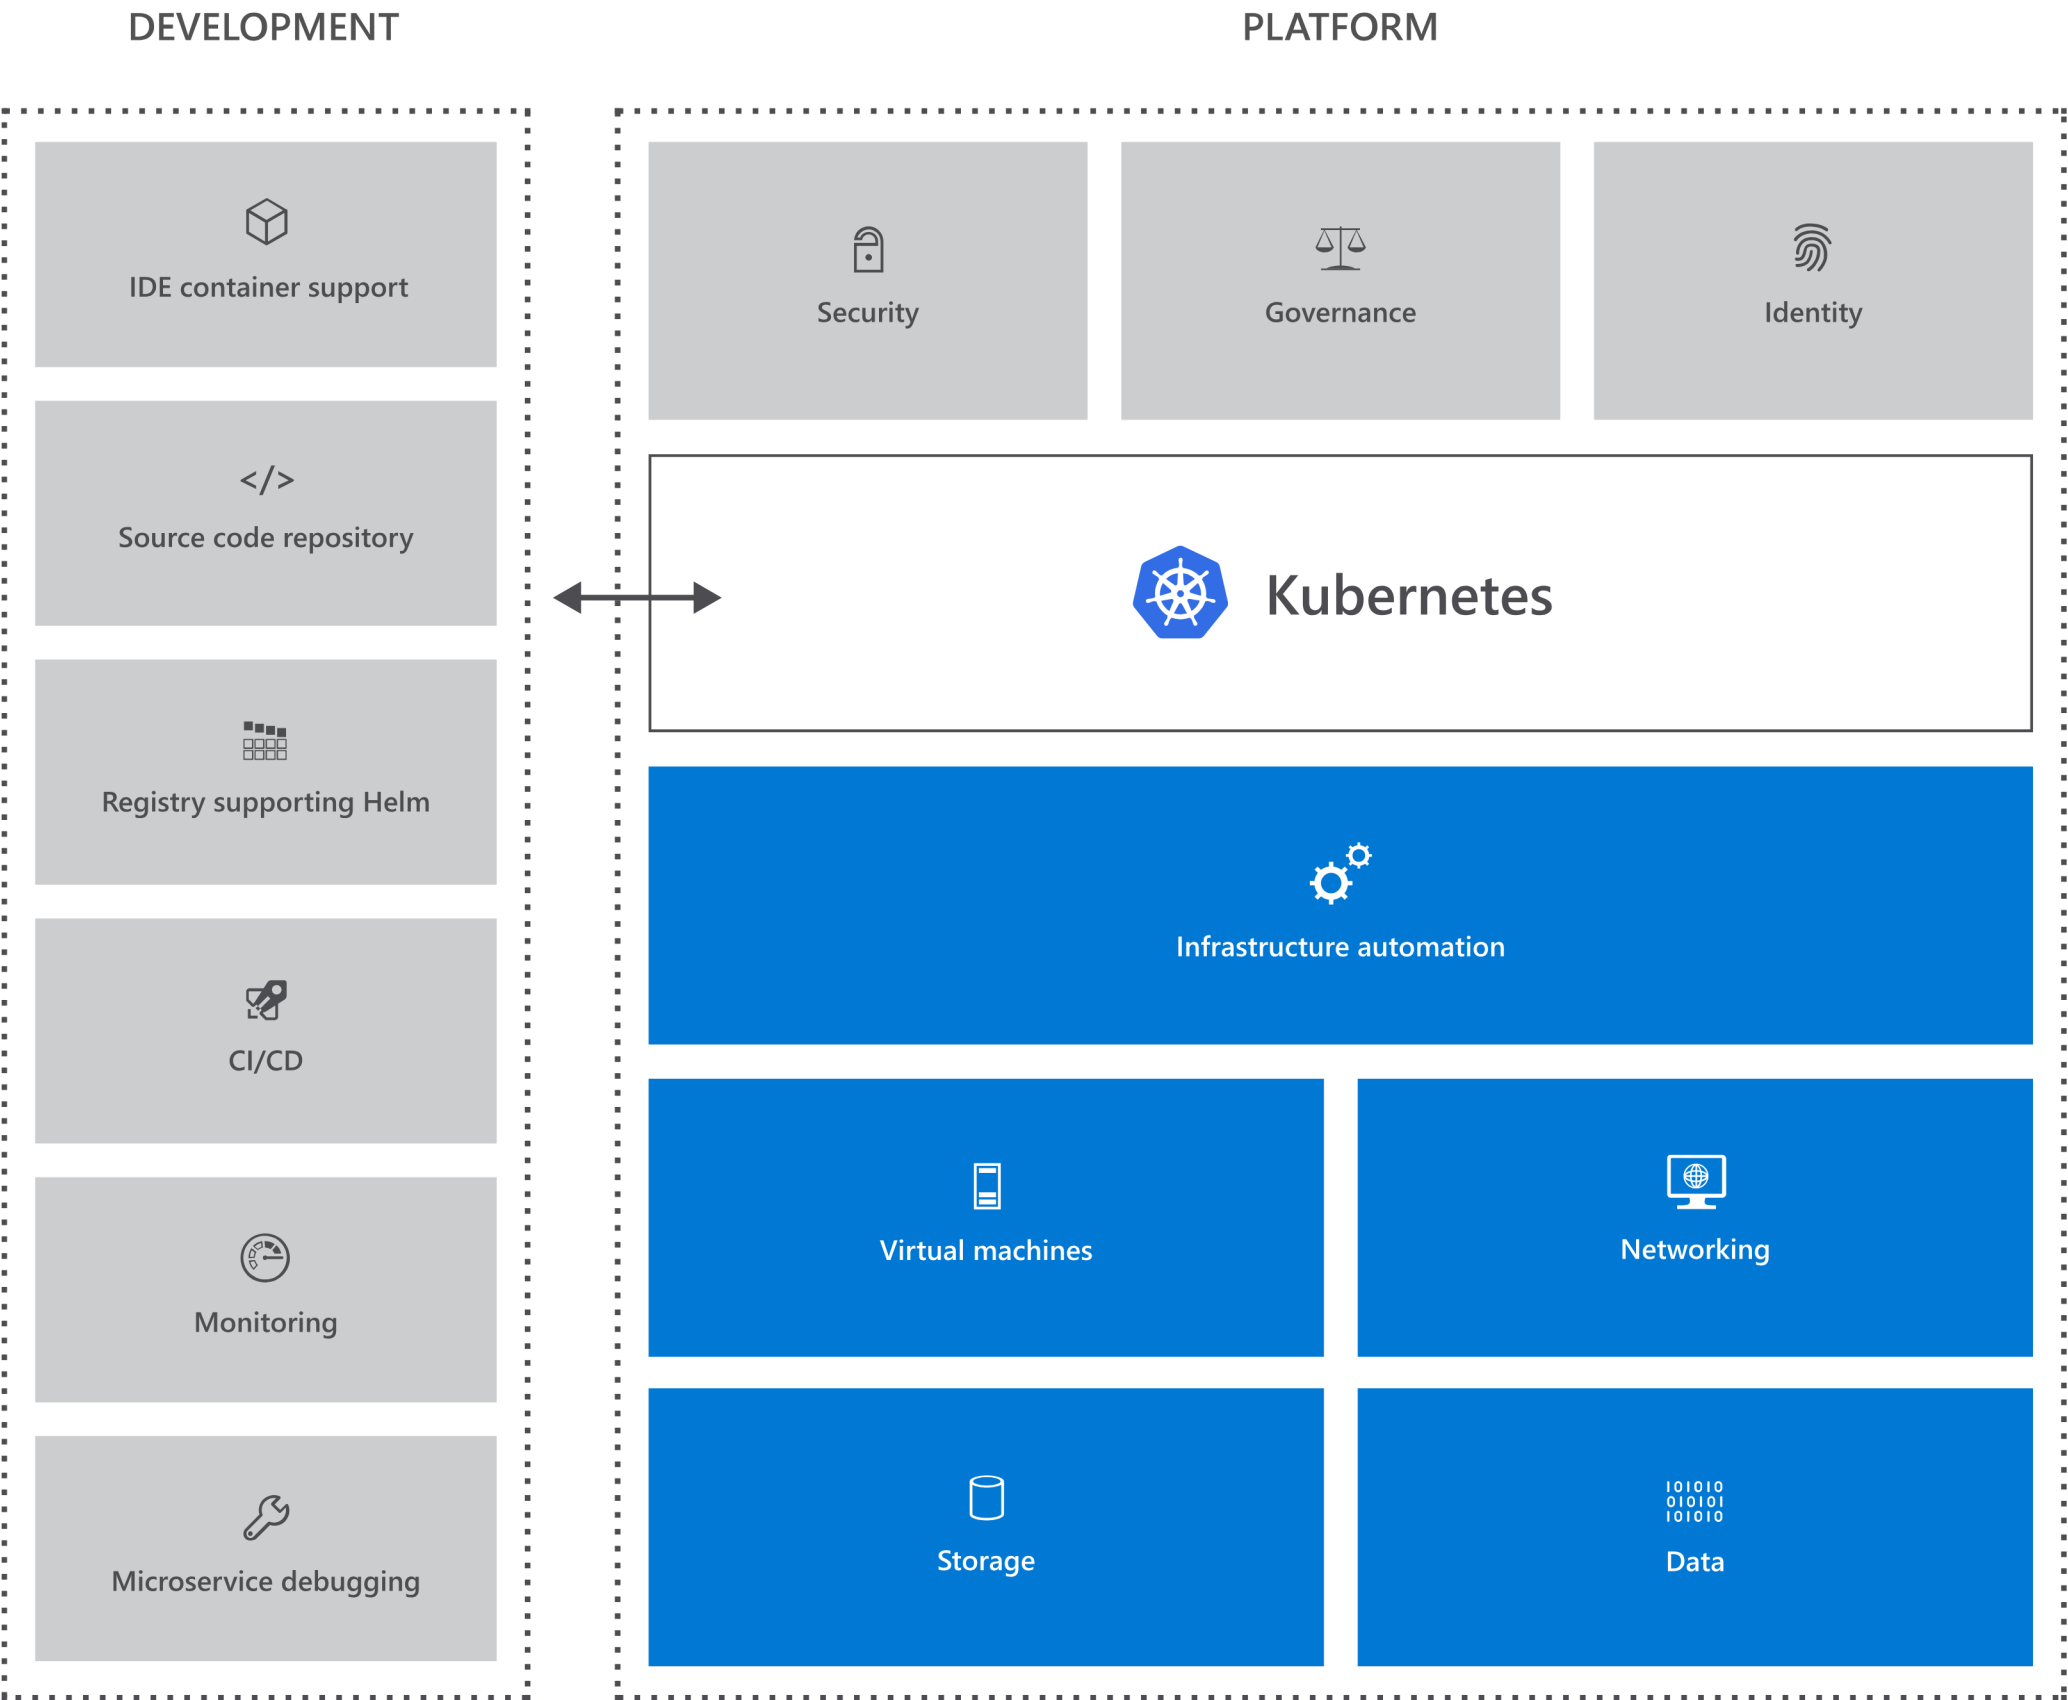 DEVELOPMENT
PLATFORM
IDE container support
Source code repository
Registry supporting Helm
CI/CD
Monitoring
Microservice debugging
Security
Governance
Identity
Kubernetes
Infrastructure automation
Virtual machines
Networking
Storage
Data